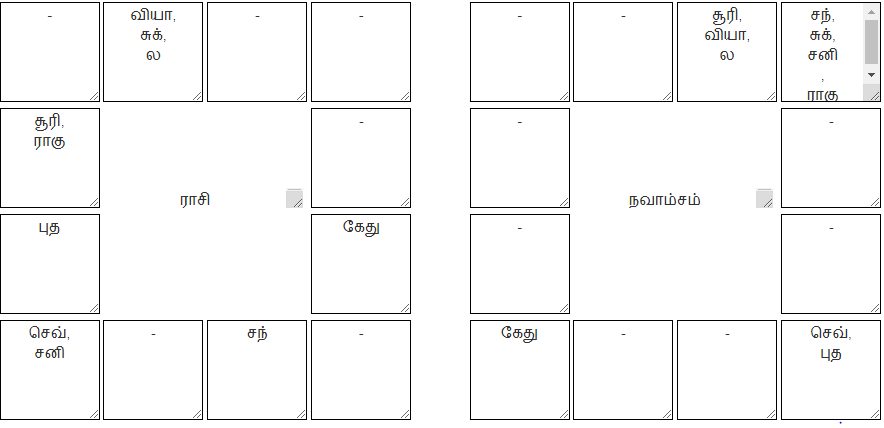 -
வியா,
சுக்,
ல
-
-
சூரி,
ராகு
-
ராசி
புத
கேது
செவ்,
சனி
-
சந்
-
-
-
சூரி,
வியா,
ல
சந்,
சுக்,
சனி
,
ராகு
-
-
நவாம்சம்
-
-
கேது
-
-
செவ்,
புத